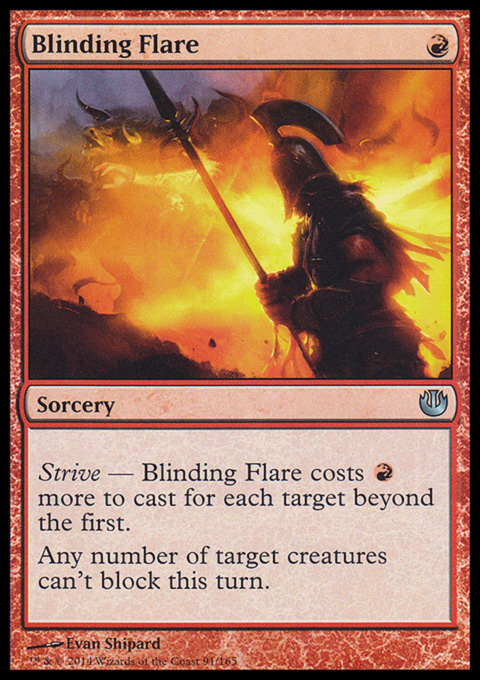 Blinding Flare
Sorcery
Strive — Blinding Flare costs
more to cast for each target beyond
the first.
Any number of target creatures
can't block this turn.
Evan Shipard
™ & © 2014 Wizards of the Coast 91/165